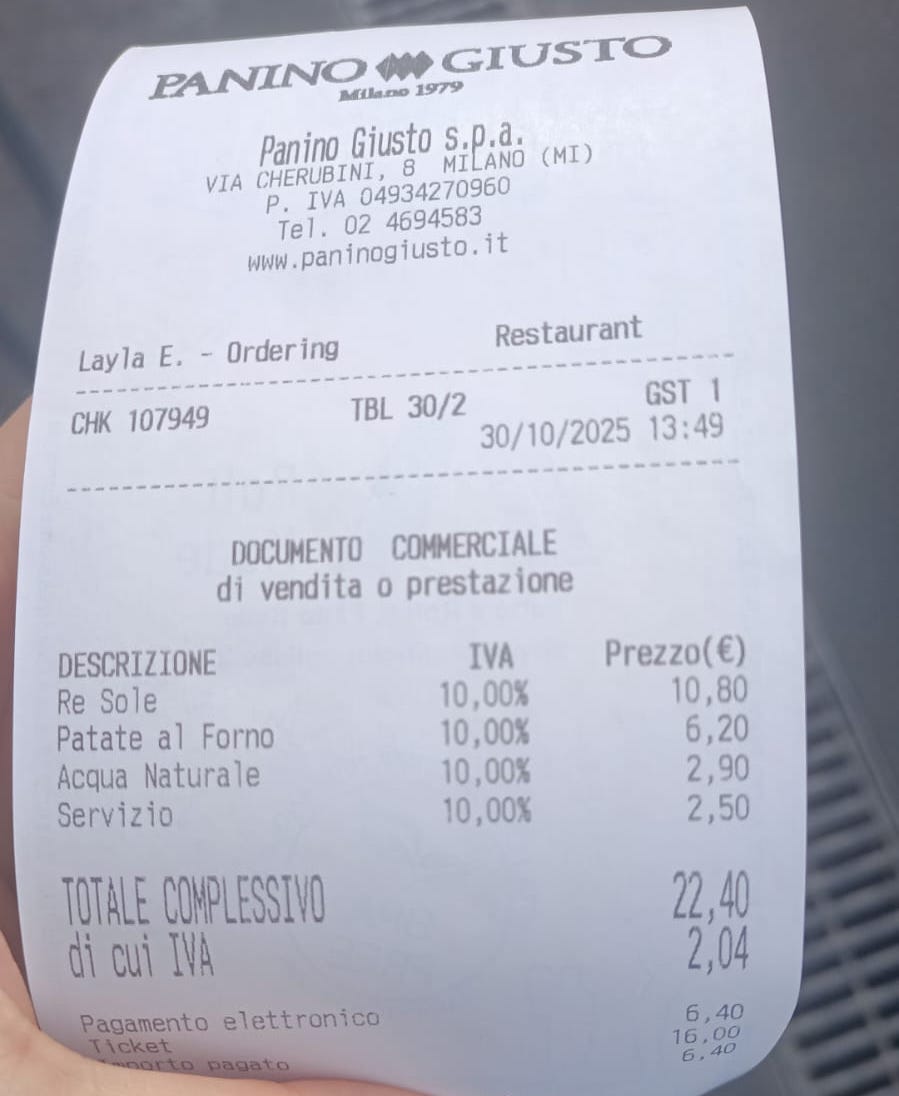 PANINO GIUSTO
Milano 1979
Panino Giusto s.p.a.
VIA CHERUBINI, 8 MILANO (MI)
P. IVA 04934270960
Tel. 02 4694583
www.paninogiusto.it
Layla E. - Ordering Restaurant
CHK 107949 TBL 30/2 GST 1
30/10/2025 13:49
DOCUMENTO COMMERCIALE
di vendita o prestazione
DESCRIZIONE IVA Prezzo(€)
Re Sole 10,00% 10,80
Patate al Forno 10,00% 6,20
Acqua Naturale 10,00% 2,90
Servizio 10,00% 2,50
TOTALE COMPLESSIVO 22,40
di cui IVA 2,04
Pagamento elettronico 6,40
Ticket 16,00
Importo pagato 6,40